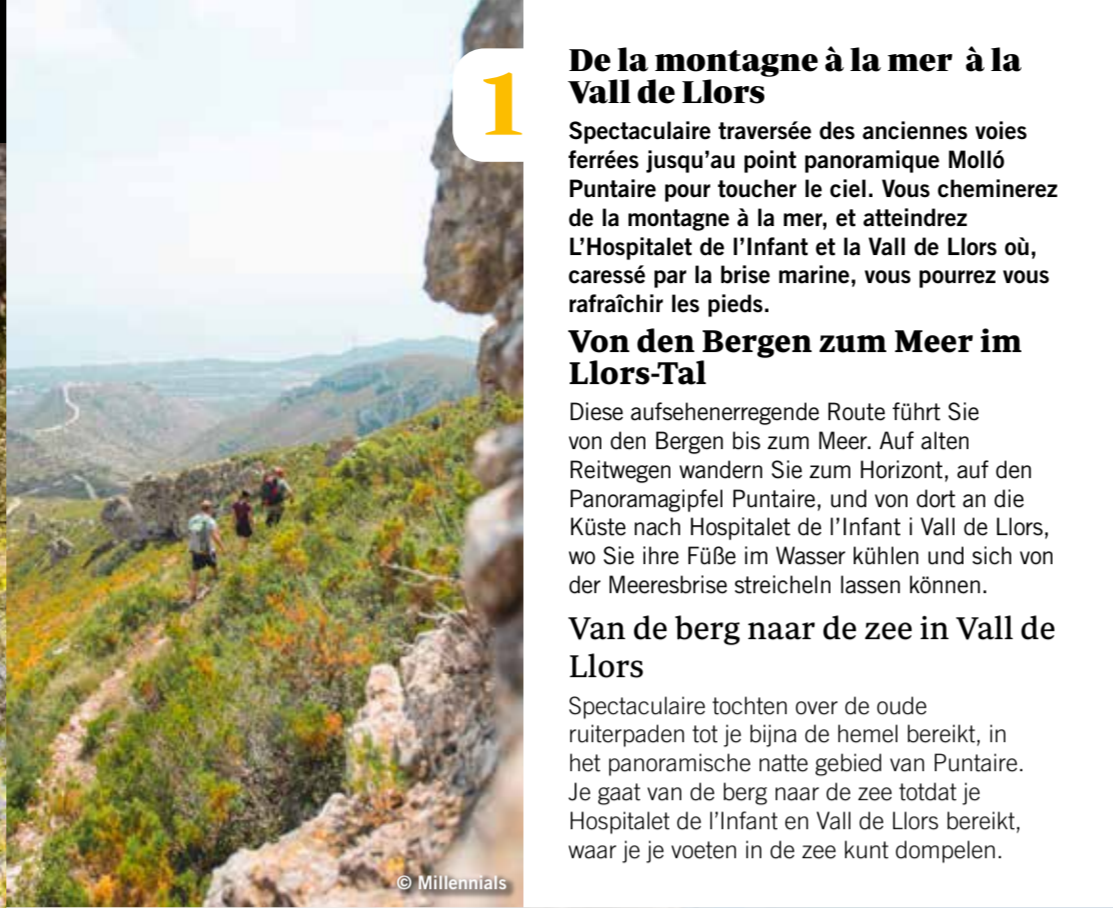 1
De la montagne à la mer à la
Vall de Llors
Spectaculaire traversée des anciennes voies
ferrées jusqu'au point panoramique Molló
Puntaire pour toucher le ciel. Vous cheminerez
de la montagne à la mer, et atteindrez
L'Hospitalet de l'Infant et la Vall de Llors où,
caressé par la brise marine, vous pourrez vous
rafraîchir les pieds.
Von den Bergen zum Meer im
Llors-Tal
Diese aufsehenerregende Route führt Sie
von den Bergen bis zum Meer. Auf alten
Reitwegen wandern Sie zum Horizont, auf den
Panoramagipfel Puntaire, und von dort an die
Küste nach Hospitalet de l'Infant i Vall de Llors,
wo Sie ihre Füße im Wasser kühlen und sich von
der Meeresbrise streicheln lassen können.
Van de berg naar de zee in Vall de
Llors
Spectaculaire tochten over de oude
ruiterpaden tot je bijna de hemel bereikt, in
het panoramische natte gebied van Puntaire.
Je gaat van de berg naar de zee totdat je
Hospitalet de l'Infant en Vall de Llors bereikt,
waar je je voeten in de zee kunt dompelen.
© Millennials